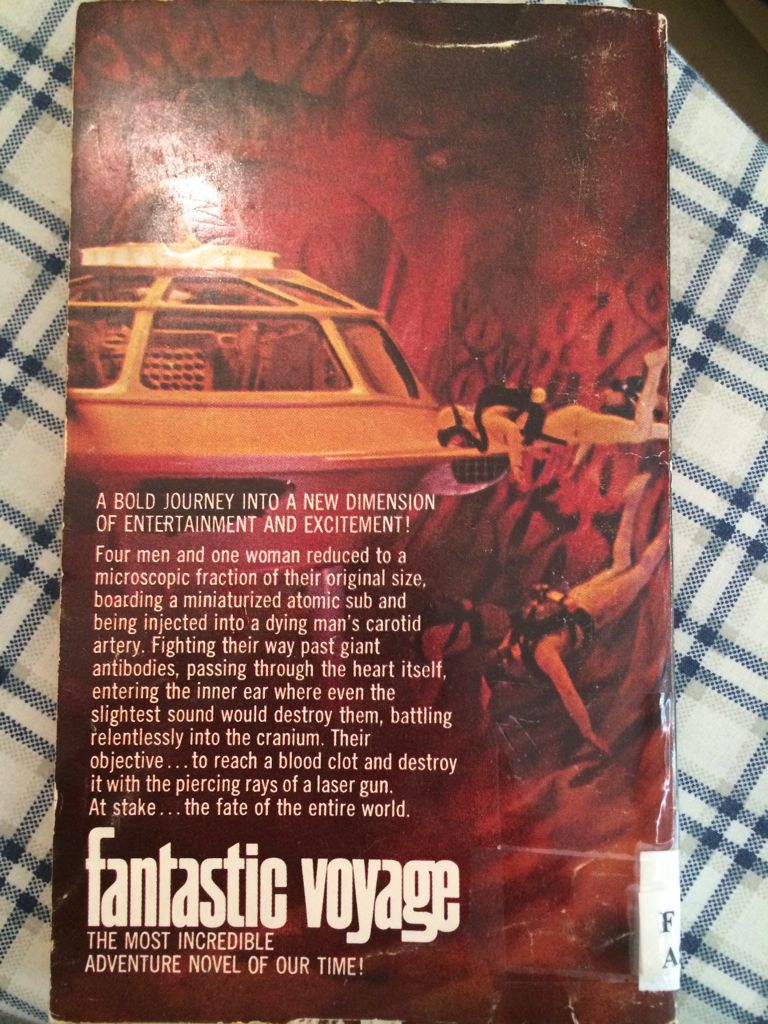 A BOLD JOURNEY INTO A NEW DIMENSION
OF ENTERTAINMENT AND EXCITEMENT!
Four men and one woman reduced to a
microscopic fraction of their original size,
boarding a miniaturized atomic sub and
being injected into a dying man's carotid
artery. Fighting their way past giant
antibodies, passing through the heart itself,
entering the inner ear where even the
slightest sound would destroy them, battling
relentlessly into the cranium. Their
objective...to reach a blood clot and destroy
it with the piercing rays of a laser gun.
At stake...the fate of the entire world.
fantastic voyage
THE MOST INCREDIBLE
ADVENTURE NOVEL OF OUR TIME!
F
A